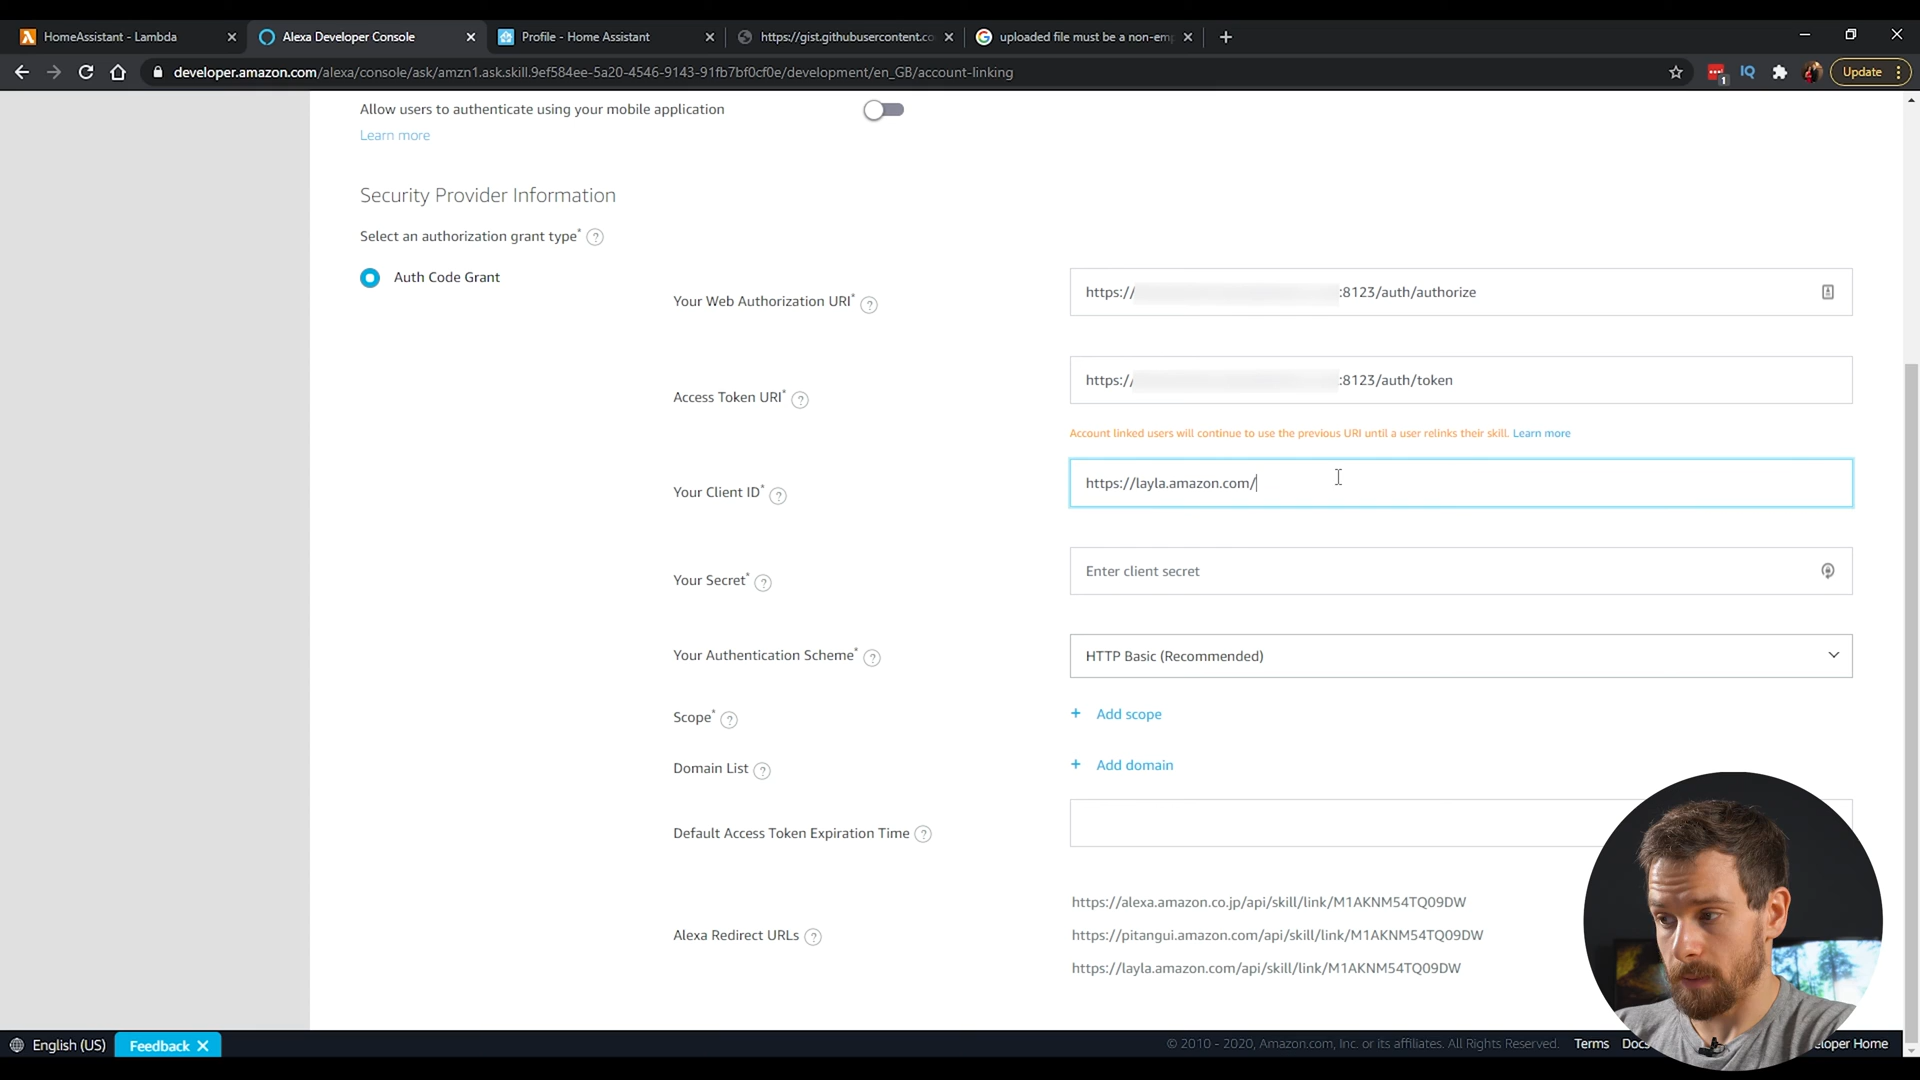 HomeAssistant - Lambda
Alexa Developer Console
Profile - Home Assistant
https://gist.githubusercontent.co
uploaded file must be a non-emp
developer.amazon.com/alexa/console/ask/amzn1.ask.skill.9ef584ee-5a20-4546-9143-91fb7bf0cf0e/development/en_GB/account-linking
1
IQ
Update
Allow users to authenticate using your mobile application
Learn more
Security Provider Information
Select an authorization grant type* ?
Auth Code Grant
Your Web Authorization URI* ?
https:// :8123/auth/authorize
Access Token URI* ?
https:// :8123/auth/token
Account linked users will continue to use the previous URI until a user relinks their skill. Learn more
Your Client ID* ?
https://layla.amazon.com/
Your Secret* ?
Enter client secret
Your Authentication Scheme* ?
HTTP Basic (Recommended)
Scope* ?
+ Add scope
Domain List ?
+ Add domain
Default Access Token Expiration Time ?
Alexa Redirect URLs ?
https://alexa.amazon.co.jp/api/skill/link/M1AKNM54TQ09DW
https://pitangui.amazon.com/api/skill/link/M1AKNM54TQ09DW
https://layla.amazon.com/api/skill/link/M1AKNM54TQ09DW
English (US)
Feedback
© 2010 - 2020, Amazon.com, Inc. or its affiliates. All Rights Reserved.
Terms
Docs
eloper Home